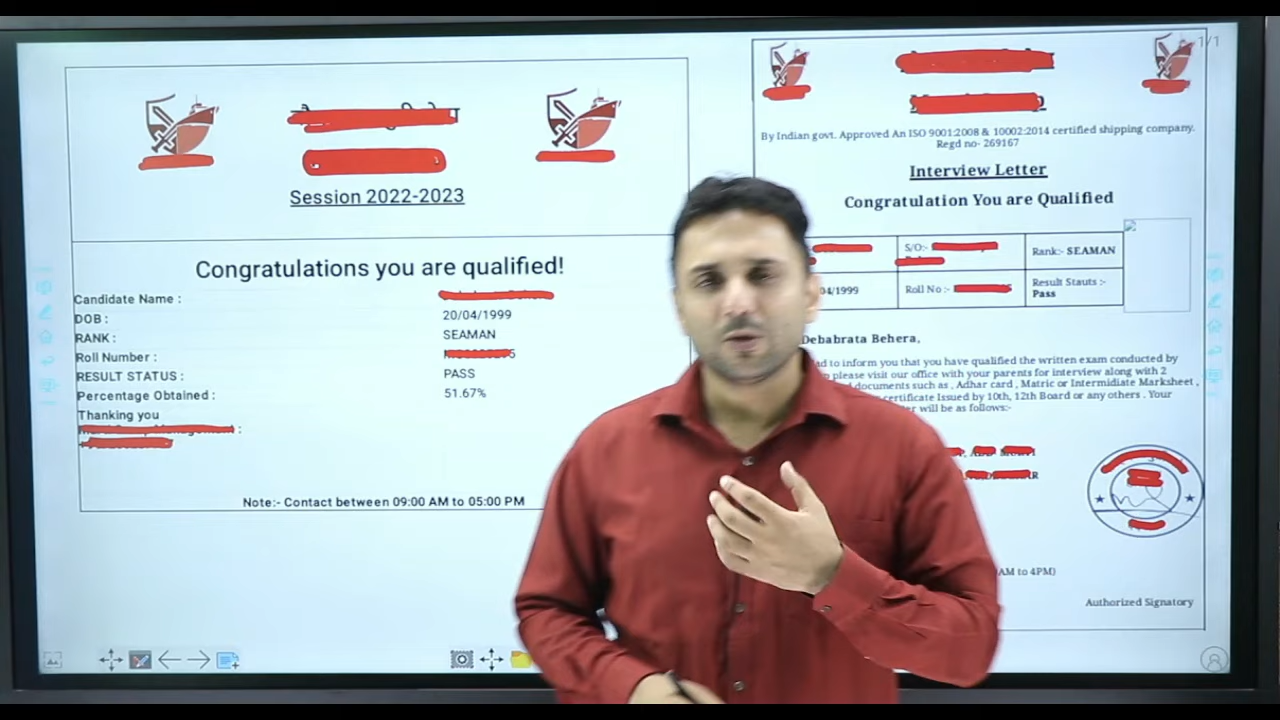 Session 2022-2023
Congratulations you are qualified!
Candidate Name :
DOB : 20/04/1999
RANK : SEAMAN
Roll Number :
RESULT STATUS : PASS
Percentage Obtained : 51.67%
Thanking you
:
Note:- Contact between 09:00 AM to 05:00 PM
1/1
By Indian govt. Approved An ISO 9001:2008 & 10002:2014 certified shipping company.
Regd no- 269167
Interview Letter
Congratulation You are Qualified
S/O:- Rank:- SEAMAN
04/1999 Roll No :- Result Stauts :- Pass
Debabrata Behera,
to inform you that you have qualified the written exam conducted by
please visit our office with your parents for interview along with 2
documents such as , Adhar card , Matric or Intermidiate Marksheet ,
certificate Issued by 10th, 12th Board or any others . Your
will be as follows:-
AM to 4PM)
Authorized Signatory